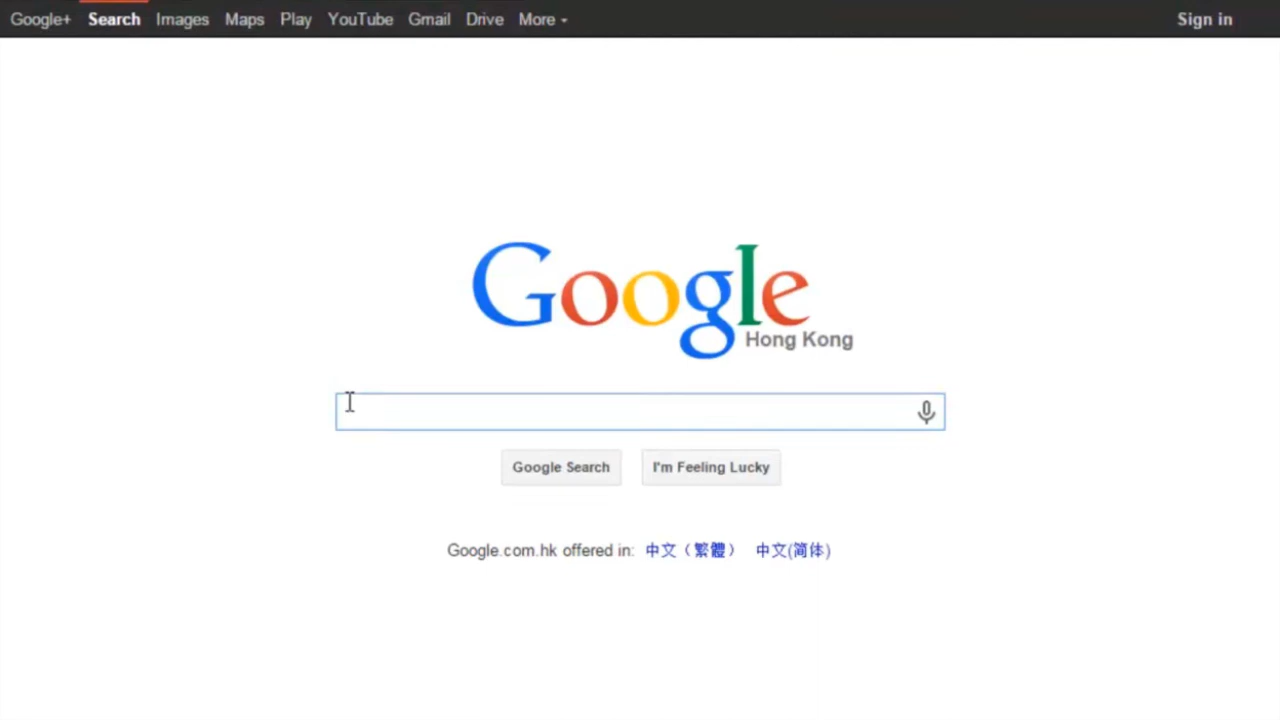 Google+ Search Images Maps Play YouTube Gmail Drive More Sign in
Google
Hong Kong
Google Search I'm Feeling Lucky
Google.com.hk offered in: 中文（繁體） 中文(简体)